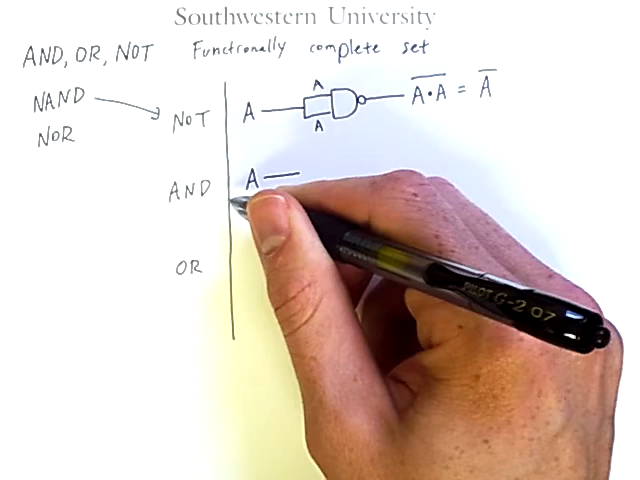 Southwestern University
AND, OR, NOT Functionally complete set
NAND
NOR
NOT A A A A•A = A
AND A
OR
PILOT G-2 07